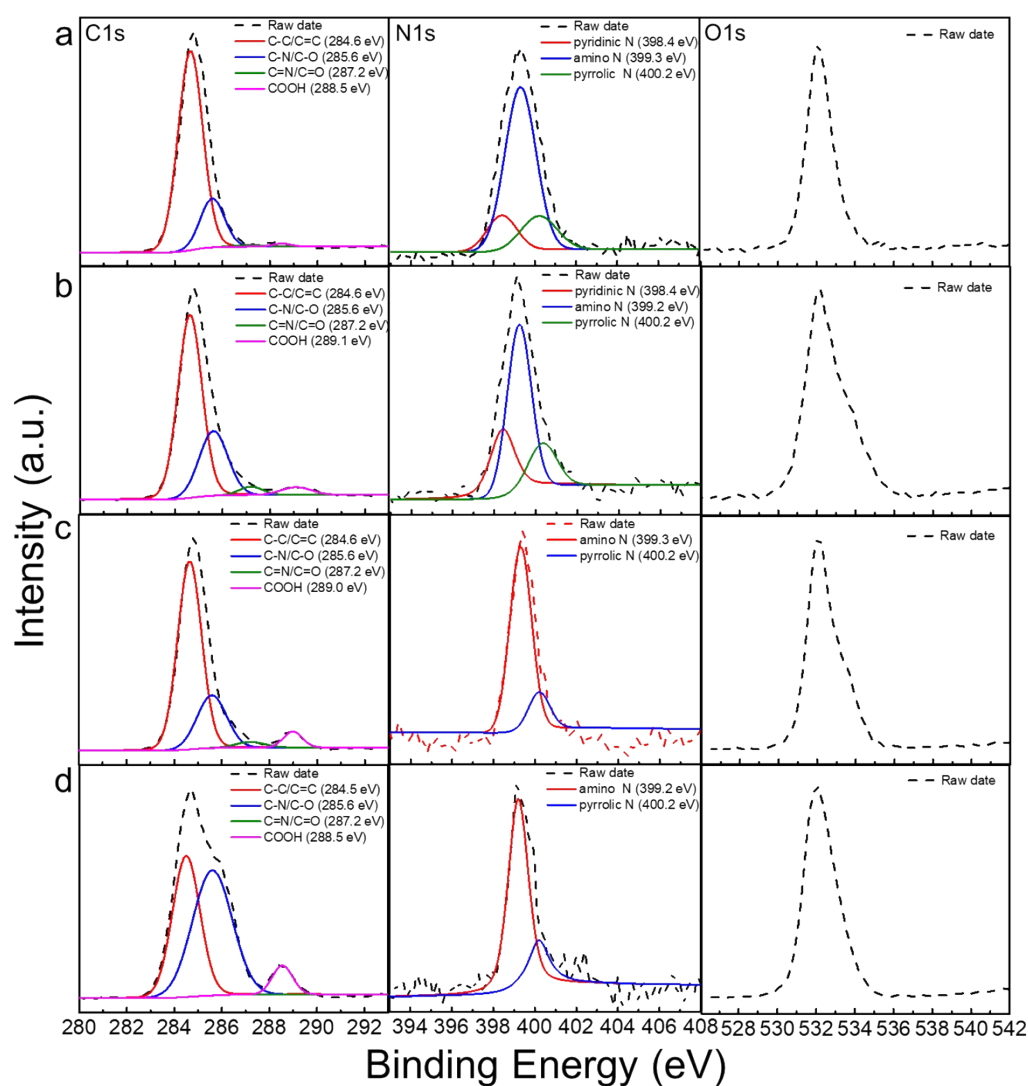 a
C1s
Raw date
C-C/C=C (284.6 eV)
C-N/C-O (285.6 eV)
C=N/C=O (287.2 eV)
COOH (288.5 eV)
N1s
Raw date
pyridinic N (398.4 eV)
amino N (399.3 eV)
pyrrolic N (400.2 eV)
O1s
Raw date
b
Raw date
C-C/C=C (284.6 eV)
C-N/C-O (285.6 eV)
C=N/C=O (287.2 eV)
COOH (289.1 eV)
Raw date
pyridinic N (398.4 eV)
amino N (399.2 eV)
pyrrolic N (400.2 eV)
Raw date
c
Raw date
C-C/C=C (284.6 eV)
C-N/C-O (285.6 eV)
C=N/C=O (287.2 eV)
COOH (289.0 eV)
Raw date
amino N (399.3 eV)
pyrrolic N (400.2 eV)
Raw date
d
Raw date
C-C/C=C (284.5 eV)
C-N/C-O (285.6 eV)
C=N/C=O (287.2 eV)
COOH (288.5 eV)
Raw date
amino N (399.2 eV)
pyrrolic N (400.2 eV)
Raw date
Intensity (a.u.)
280 282 284 286 288 290 292 394 396 398 400 402 404 406 528 530 532 534 536 538 540 542
Binding Energy (eV)